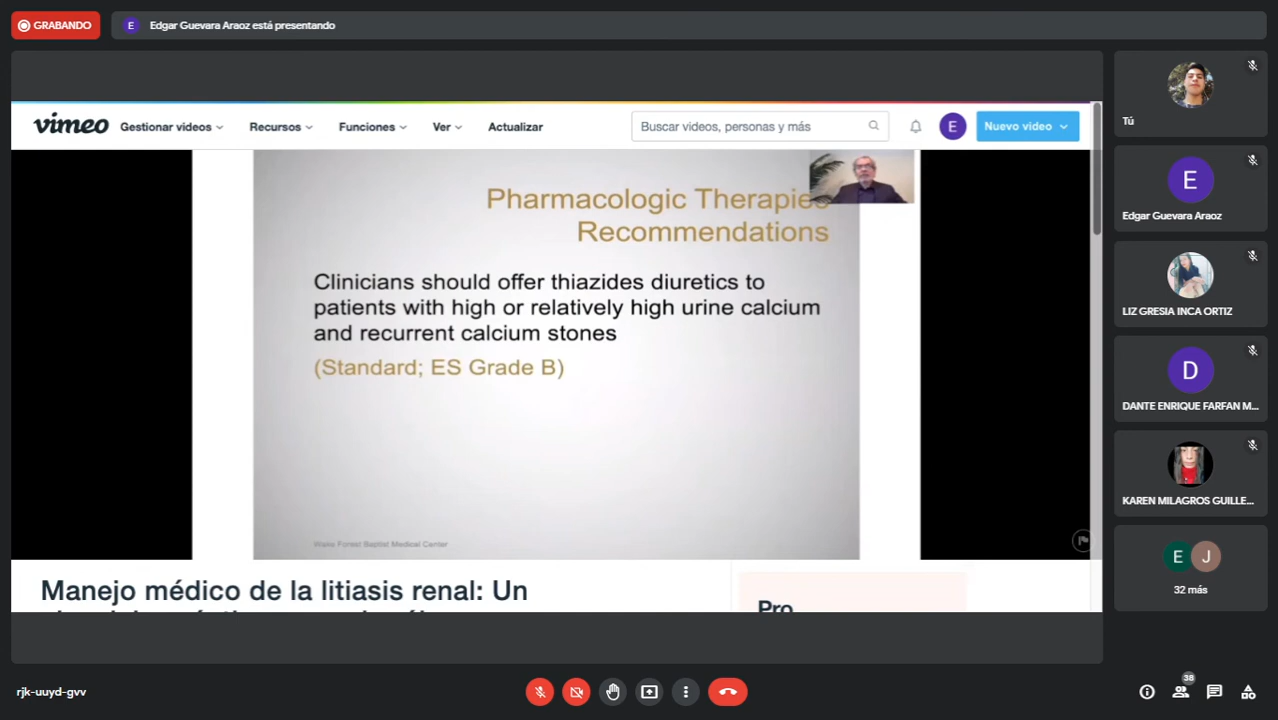 GRABANDO
E Edgar Guevara Araoz está presentando
vimeo Gestionar videos Recursos Funciones Ver Actualizar Buscar videos, personas y más E Nuevo video
Pharmacologic Therapies
Recommendations
Clinicians should offer thiazides diuretics to
patients with high or relatively high urine calcium
and recurrent calcium stones
(Standard; ES Grade B)
Wake Forest Baptist Medical Center
Manejo médico de la litiasis renal: Un
Pro
Tú
E
Edgar Guevara Araoz
LIZ GRESIA INCA ORTIZ
D
DANTE ENRIQUE FARFAN M...
KAREN MILAGROS GUILLE...
E J
32 más
rjk-uuyd-gvv
38